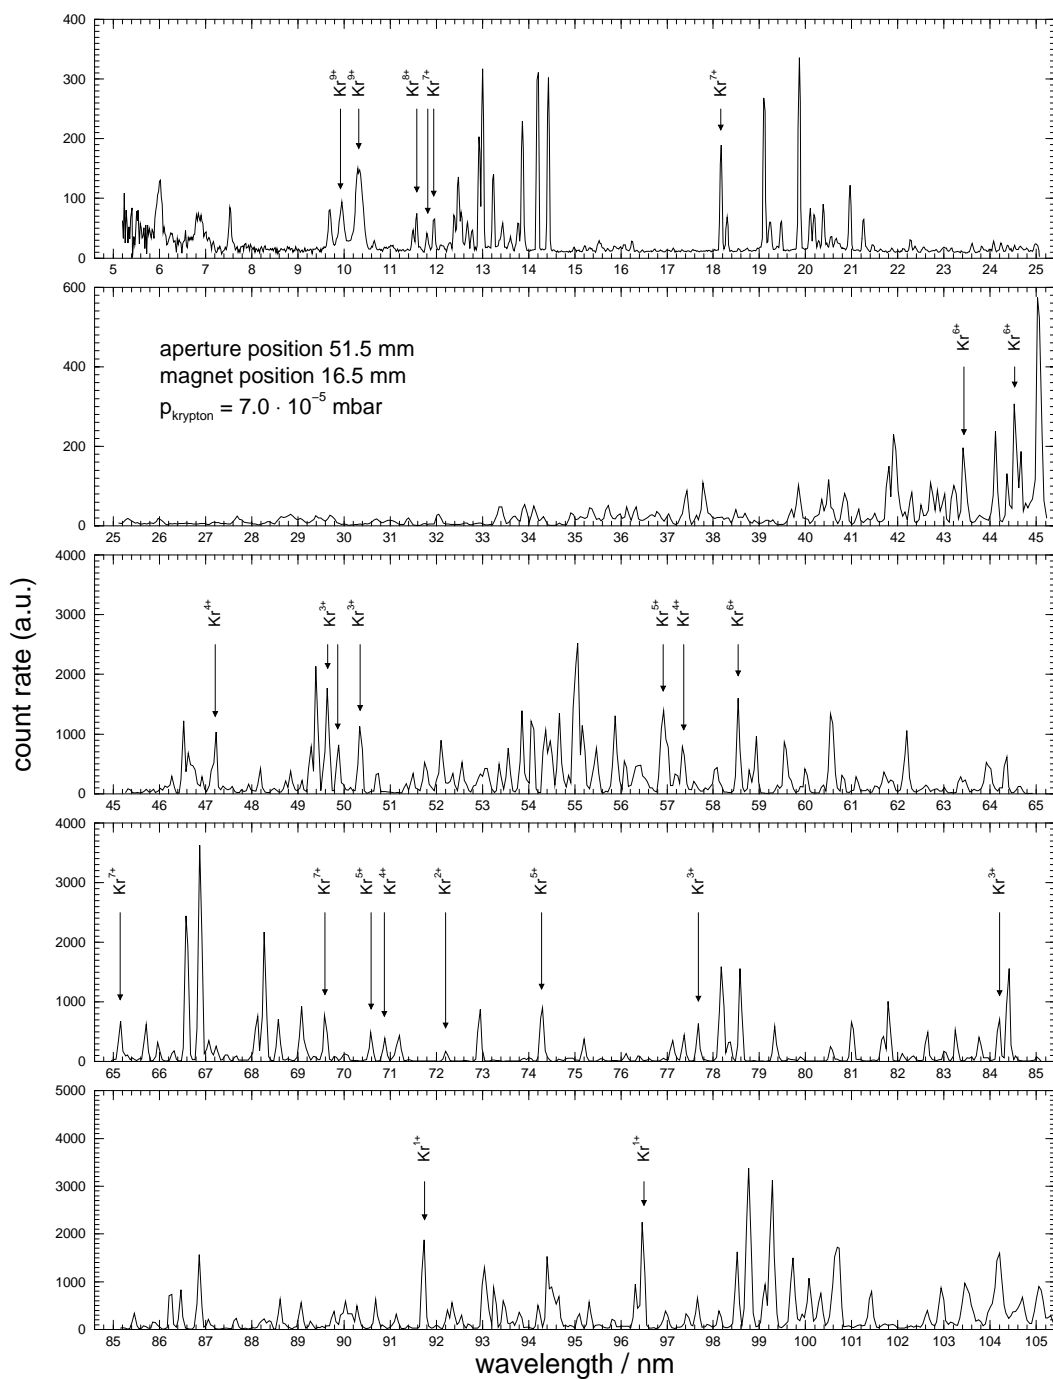 400
300
200
100
0
Kr9+ Kr9+ Kr8+ Kr7+ Kr7+
5 6 7 8 9 10 11 12 13 14 15 16 17 18 19 20 21 22 23 24 25
600
400
200
0
aperture position 51.5 mm
magnet position 16.5 mm
pkrypton = 7.0 · 10−5 mbar
Kr6+ Kr6+
25 26 27 28 29 30 31 32 33 34 35 36 37 38 39 40 41 42 43 44 45
count rate (a.u.)
4000
3000
2000
1000
0
Kr4+ Kr3+ Kr3+ Kr5+ Kr4+ Kr6+
45 46 47 48 49 50 51 52 53 54 55 56 57 58 59 60 61 62 63 64 65
4000
3000
2000
1000
0
Kr7+ Kr7+ Kr5+ Kr4+ Kr2+ Kr5+ Kr3+ Kr3+
65 66 67 68 69 70 71 72 73 74 75 76 77 78 79 80 81 82 83 84 85
5000
4000
3000
2000
1000
0
Kr1+ Kr1+
85 86 87 88 89 90 91 92 93 94 95 96 97 98 99 100 101 102 103 104 105
wavelength / nm